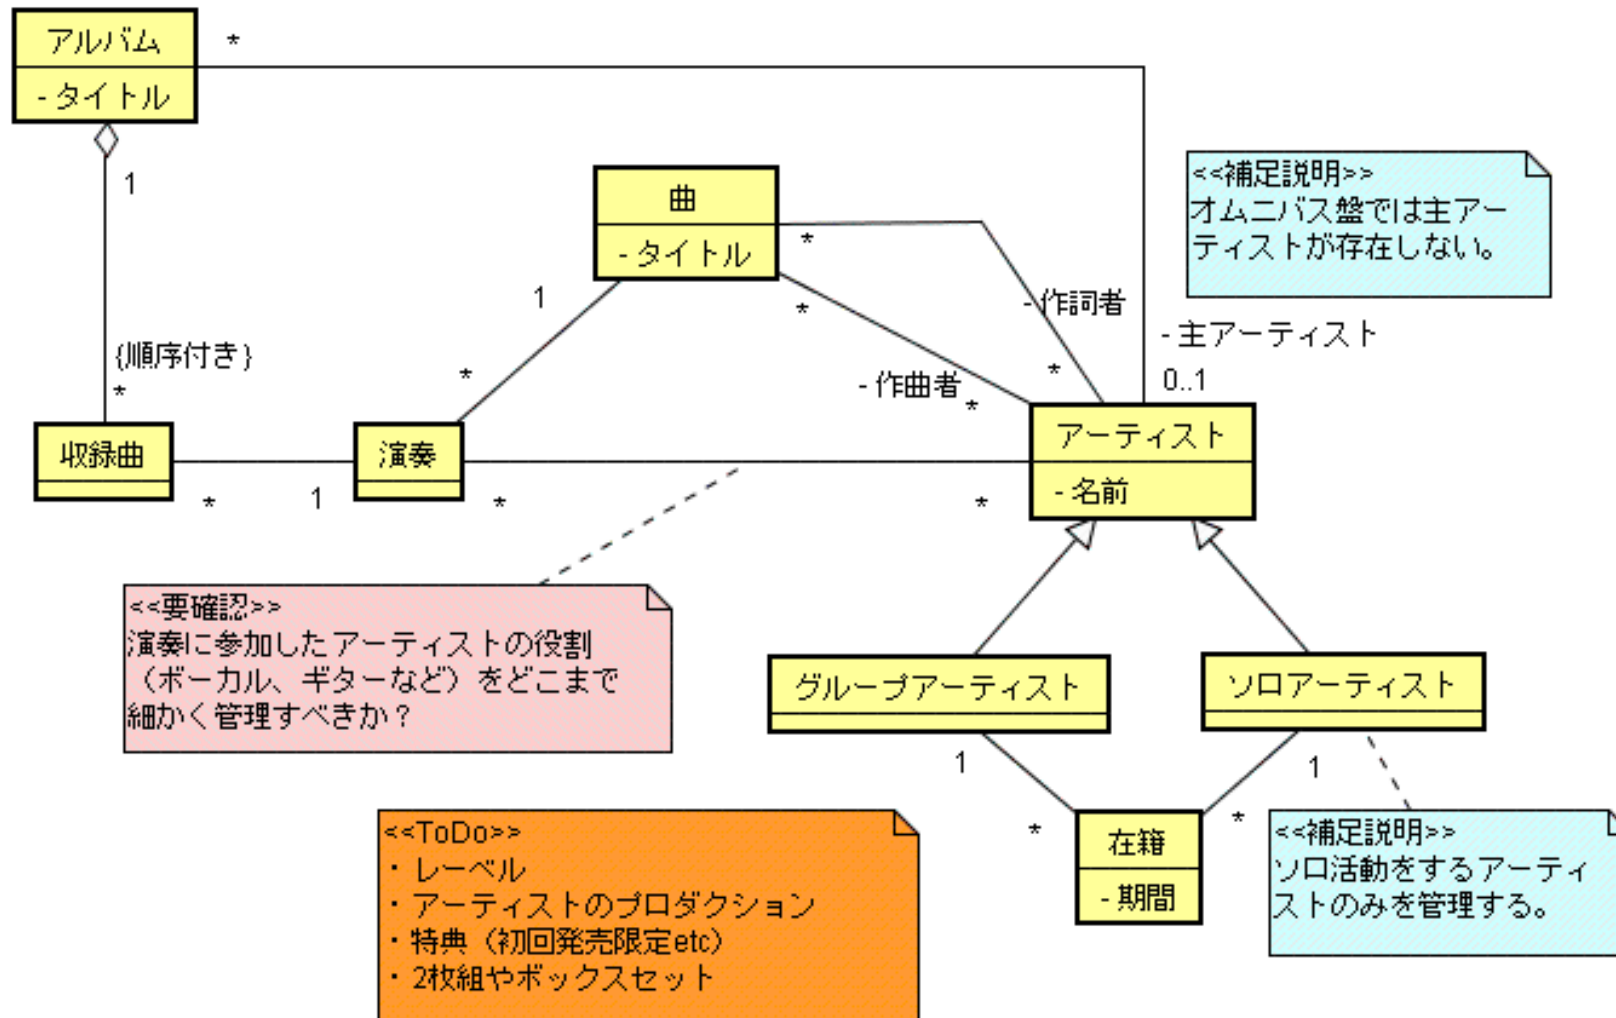 アルバム
*
- タイトル
1
{順序付き}
*
曲
- タイトル
*
*
1
*
- 作詞者
*
- 作曲者
*
<<補足説明>>
オムニバス盤では主アー
ティストが存在しない。
- 主アーティスト
0..1
収録曲
*
1
演奏
*
*
アーティスト
- 名前
<<要確認>>
演奏に参加したアーティストの役割
（ボーカル、ギターなど）をどこまで
細かく管理すべきか？
グループアーティスト
ソロアーティスト
1
*
1
*
在籍
- 期間
<<補足説明>>
ソロ活動をするアーティ
ストのみを管理する。
<<ToDo>>
・ レーベル
・ アーティストのプロダクション
・ 特典（初回発売限定etc）
・ 2枚組やボックスセット